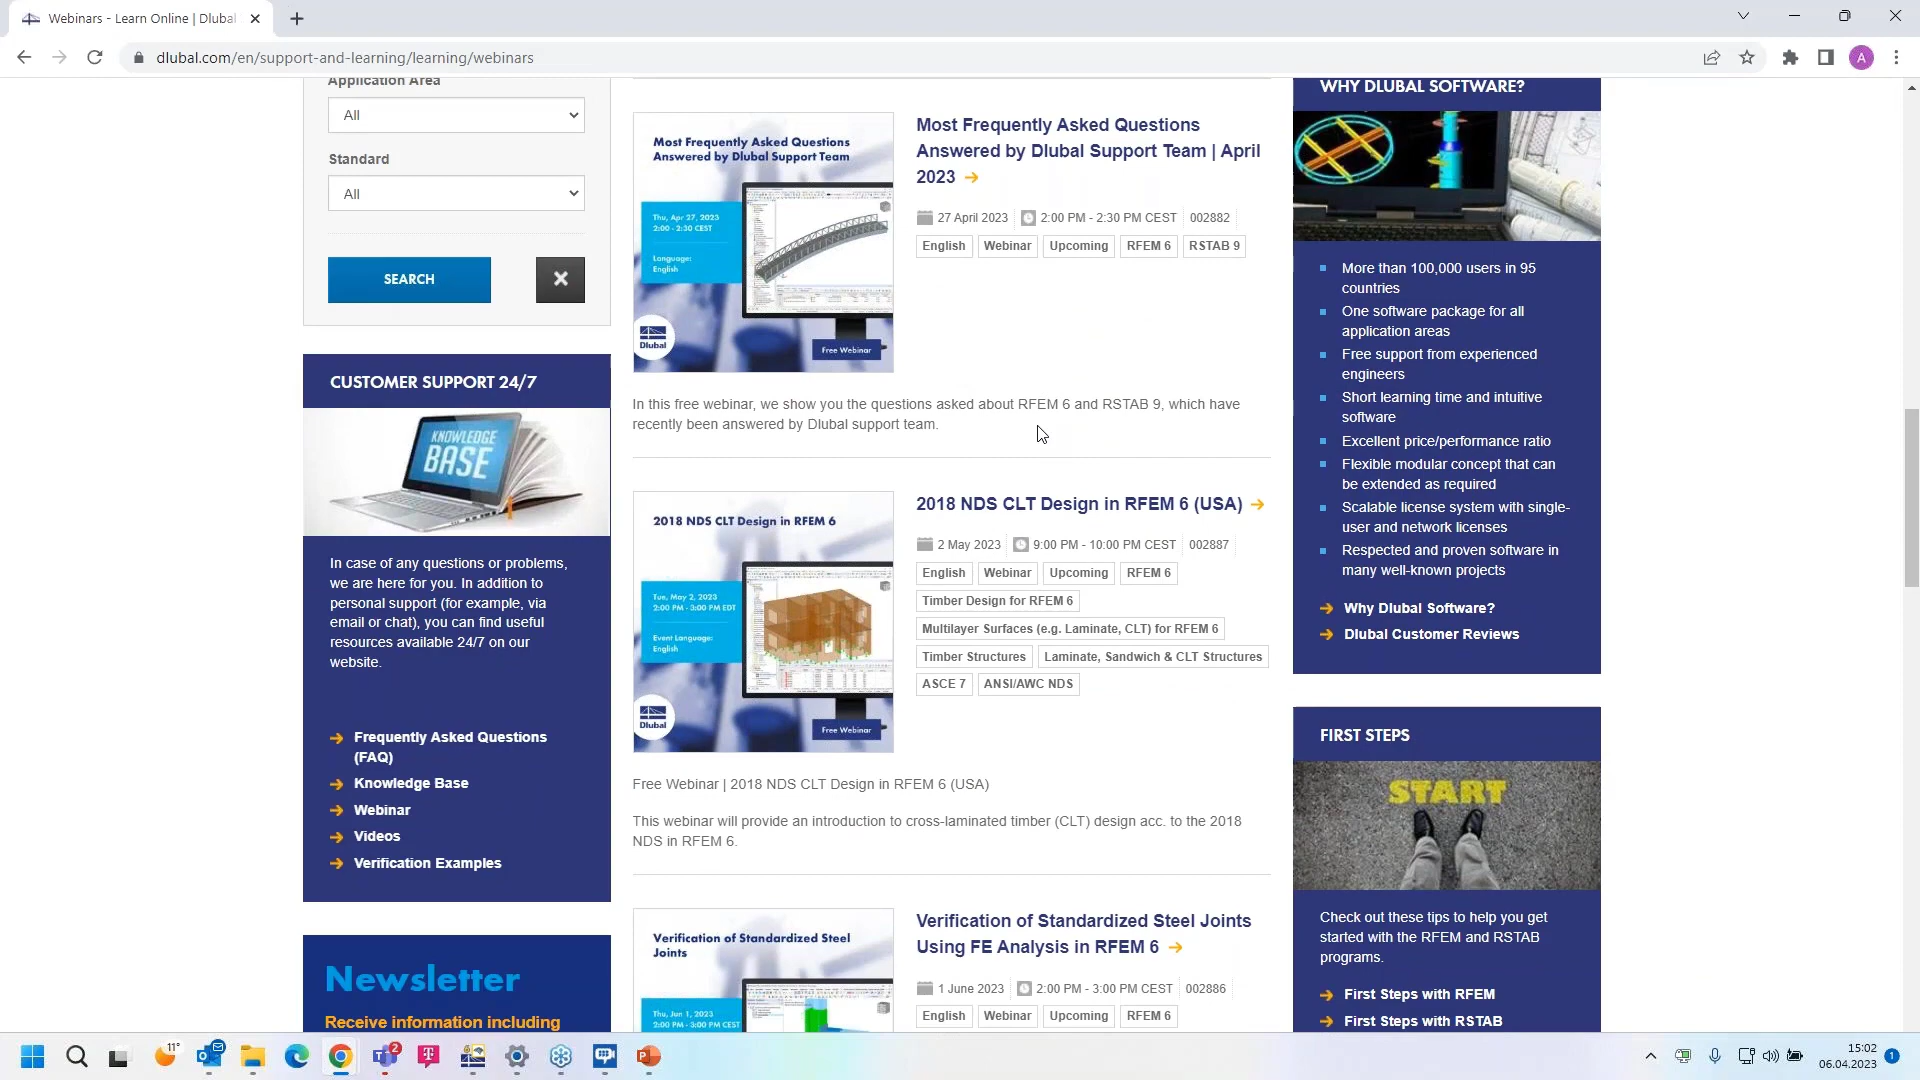 Webinars - Learn Online | Dlubal
dlubal.com/en/support-and-learning/learning/webinars
A
Application Area
All
Standard
All
SEARCH
CUSTOMER SUPPORT 24/7
KNOWLEDGE
BASE
In case of any questions or problems,
we are here for you. In addition to
personal support (for example, via
email or chat), you can find useful
resources available 24/7 on our
website.
Frequently Asked Questions
(FAQ)
Knowledge Base
Webinar
Videos
Verification Examples
Newsletter
Receive information including
Most Frequently Asked Questions
Answered by Dlubal Support Team
Thu, Apr 27, 2023
2:00 - 2:30 CEST
Language:
English
Dlubal
Free Webinar
Most Frequently Asked Questions
Answered by Dlubal Support Team | April
2023
27 April 2023 2:00 PM - 2:30 PM CEST 002882
English Webinar Upcoming RFEM 6 RSTAB 9
In this free webinar, we show you the questions asked about RFEM 6 and RSTAB 9, which have
recently been answered by Dlubal support team.
2018 NDS CLT Design in RFEM 6
Tue, May 2, 2023
2:00 PM - 3:00 PM EDT
Event Language:
English
Dlubal
Free Webinar
2018 NDS CLT Design in RFEM 6 (USA)
2 May 2023 9:00 PM - 10:00 PM CEST 002887
English Webinar Upcoming RFEM 6
Timber Design for RFEM 6
Multilayer Surfaces (e.g. Laminate, CLT) for RFEM 6
Timber Structures Laminate, Sandwich & CLT Structures
ASCE 7 ANSI/AWC NDS
Free Webinar | 2018 NDS CLT Design in RFEM 6 (USA)
This webinar will provide an introduction to cross-laminated timber (CLT) design acc. to the 2018
NDS in RFEM 6.
Verification of Standardized Steel
Joints
Thu, Jun 1, 2023
2:00 PM - 3:00 PM CEST
Verification of Standardized Steel Joints
Using FE Analysis in RFEM 6
1 June 2023 2:00 PM - 3:00 PM CEST 002886
English Webinar Upcoming RFEM 6
WHY DLUBAL SOFTWARE?
More than 100,000 users in 95
countries
One software package for all
application areas
Free support from experienced
engineers
Short learning time and intuitive
software
Excellent price/performance ratio
Flexible modular concept that can
be extended as required
Scalable license system with single-
user and network licenses
Respected and proven software in
many well-known projects
Why Dlubal Software?
Dlubal Customer Reviews
FIRST STEPS
START
Check out these tips to help you get
started with the RFEM and RSTAB
programs.
First Steps with RFEM
First Steps with RSTAB
11°
2
15:02
06.04.2023
1